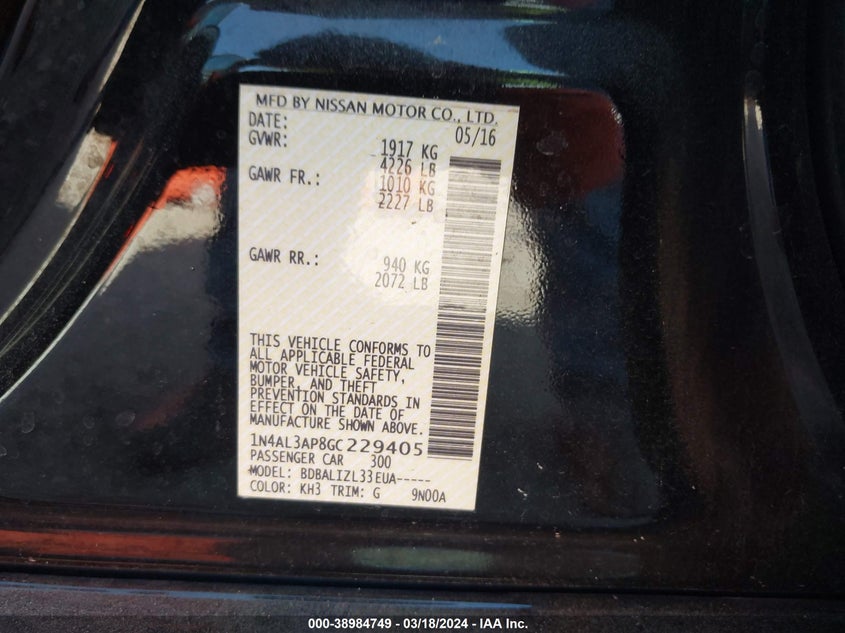 MFD BY NISSAN MOTOR CO., LTD.
DATE: 05/16
GVWR: 1917 KG
4226 LB
GAWR FR.: 1010 KG
2227 LB
GAWR RR.: 940 KG
2072 LB
THIS VEHICLE CONFORMS TO
ALL APPLICABLE FEDERAL
MOTOR VEHICLE SAFETY,
BUMPER, AND THEFT
PREVENTION STANDARDS IN
EFFECT ON THE DATE OF
MANUFACTURE SHOWN ABOVE.
1N4AL3AP8GC229405
PASSENGER CAR 300
MODEL: BDBALIZL33EUA-----
COLOR: KH3 TRIM: G 9N00A
000-38984749 - 03/18/2024 - IAA Inc.